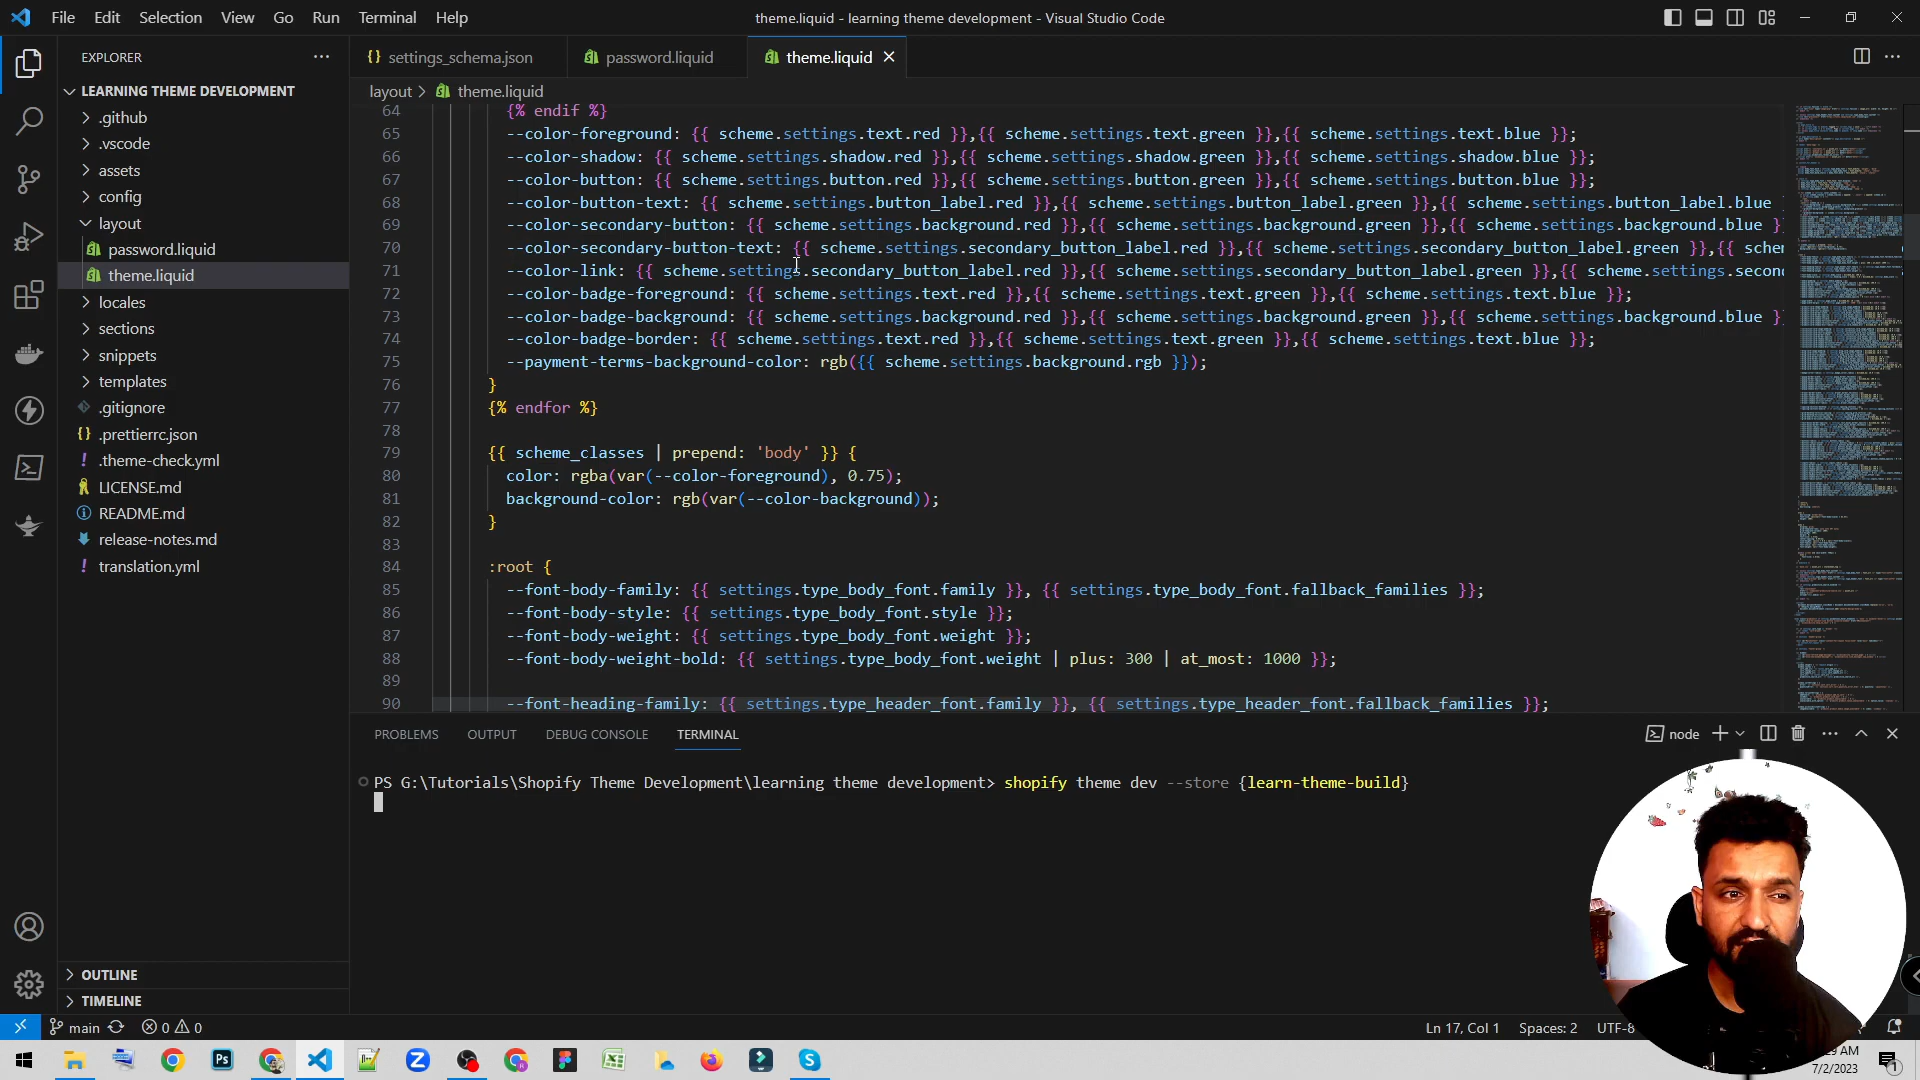 File Edit Selection View Go Run Terminal Help
theme.liquid - learning theme development - Visual Studio Code
EXPLORER
LEARNING THEME DEVELOPMENT
.github
.vscode
assets
config
layout
password.liquid
theme.liquid
locales
sections
snippets
templates
.gitignore
.prettierrc.json
.theme-check.yml
LICENSE.md
README.md
release-notes.md
translation.yml
OUTLINE
TIMELINE
settings_schema.json password.liquid theme.liquid
layout > theme.liquid
64 {% endif %}
65 --color-foreground: {{ scheme.settings.text.red }},{{ scheme.settings.text.green }},{{ scheme.settings.text.blue }};
66 --color-shadow: {{ scheme.settings.shadow.red }},{{ scheme.settings.shadow.green }},{{ scheme.settings.shadow.blue }};
67 --color-button: {{ scheme.settings.button.red }},{{ scheme.settings.button.green }},{{ scheme.settings.button.blue }};
68 --color-button-text: {{ scheme.settings.button_label.red }},{{ scheme.settings.button_label.green }},{{ scheme.settings.button_label.blue
69 --color-secondary-button: {{ scheme.settings.background.red }},{{ scheme.settings.background.green }},{{ scheme.settings.background.blue }
70 --color-secondary-button-text: {{ scheme.settings.secondary_button_label.red }},{{ scheme.settings.secondary_button_label.green }},{{ schem
71 --color-link: {{ scheme.settings.secondary_button_label.red }},{{ scheme.settings.secondary_button_label.green }},{{ scheme.settings.secon
72 --color-badge-foreground: {{ scheme.settings.text.red }},{{ scheme.settings.text.green }},{{ scheme.settings.text.blue }};
73 --color-badge-background: {{ scheme.settings.background.red }},{{ scheme.settings.background.green }},{{ scheme.settings.background.blue }
74 --color-badge-border: {{ scheme.settings.text.red }},{{ scheme.settings.text.green }},{{ scheme.settings.text.blue }};
75 --payment-terms-background-color: rgb({{ scheme.settings.background.rgb }});
76 }
77 {% endfor %}
78
79 {{ scheme_classes | prepend: 'body' }} {
80 color: rgba(var(--color-foreground), 0.75);
81 background-color: rgb(var(--color-background));
82 }
83
84 :root {
85 --font-body-family: {{ settings.type_body_font.family }}, {{ settings.type_body_font.fallback_families }};
86 --font-body-style: {{ settings.type_body_font.style }};
87 --font-body-weight: {{ settings.type_body_font.weight }};
88 --font-body-weight-bold: {{ settings.type_body_font.weight | plus: 300 | at_most: 1000 }};
89
90 --font-heading-family: {{ settings.type_header_font.family }}, {{ settings.type_header_font.fallback_families }};
PROBLEMS OUTPUT DEBUG CONSOLE TERMINAL
node
PS G:\Tutorials\Shopify Theme Development\learning theme development> shopify theme dev --store {learn-theme-build}
main 0 0
Ln 17, Col 1 Spaces: 2 UTF-8
AM
7/2/2023